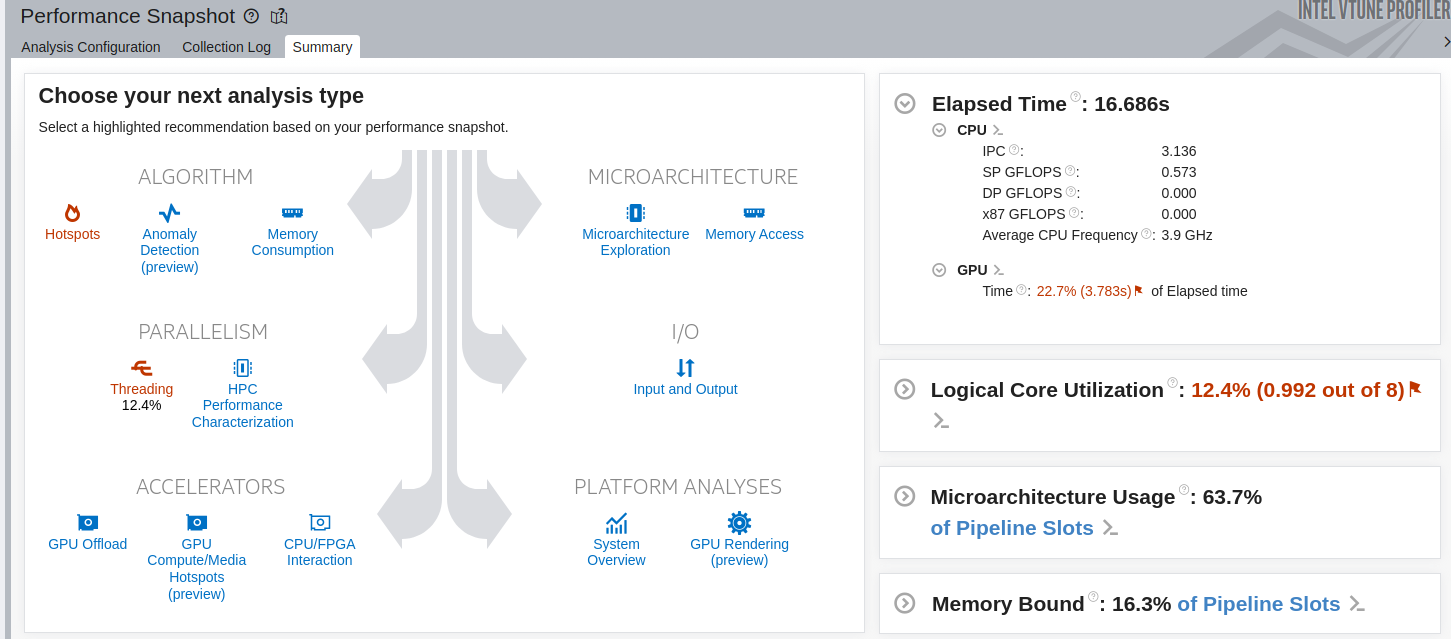 Performance Snapshot
INTEL VTUNE PROFILER
Analysis Configuration Collection Log Summary
Choose your next analysis type
Select a highlighted recommendation based on your performance snapshot.
ALGORITHM
Hotspots
Anomaly
Detection
(preview)
Memory
Consumption
MICROARCHITECTURE
Microarchitecture
Exploration
Memory Access
PARALLELISM
Threading
12.4%
HPC
Performance
Characterization
I/O
Input and Output
ACCELERATORS
GPU Offload
GPU
Compute/Media
Hotspots
(preview)
CPU/FPGA
Interaction
PLATFORM ANALYSES
System
Overview
GPU Rendering
(preview)
Elapsed Time ?: 16.686s
CPU
IPC ?: 3.136
SP GFLOPS ?: 0.573
DP GFLOPS ?: 0.000
x87 GFLOPS ?: 0.000
Average CPU Frequency ?: 3.9 GHz
GPU
Time ?: 22.7% (3.783s) of Elapsed time
Logical Core Utilization ?: 12.4% (0.992 out of 8)
Microarchitecture Usage ?: 63.7%
of Pipeline Slots
Memory Bound ?: 16.3% of Pipeline Slots